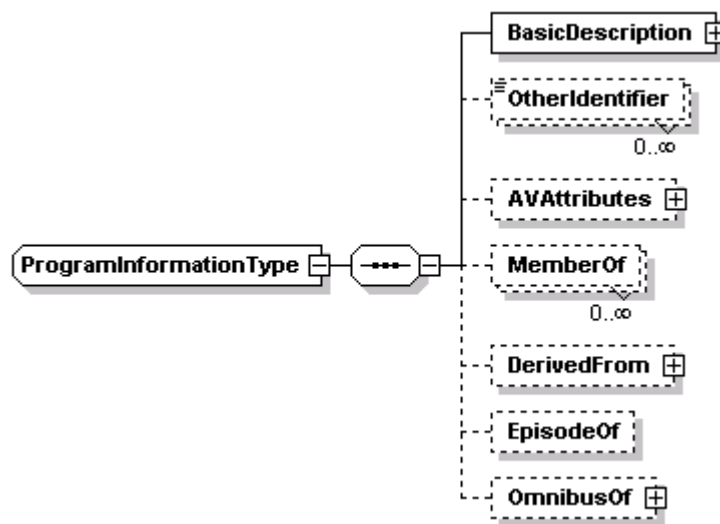 BasicDescription
OtherIdentifier
0..∞
AVAttributes
ProgramInformationType
MemberOf
0..∞
DerivedFrom
EpisodeOf
OmnibusOf